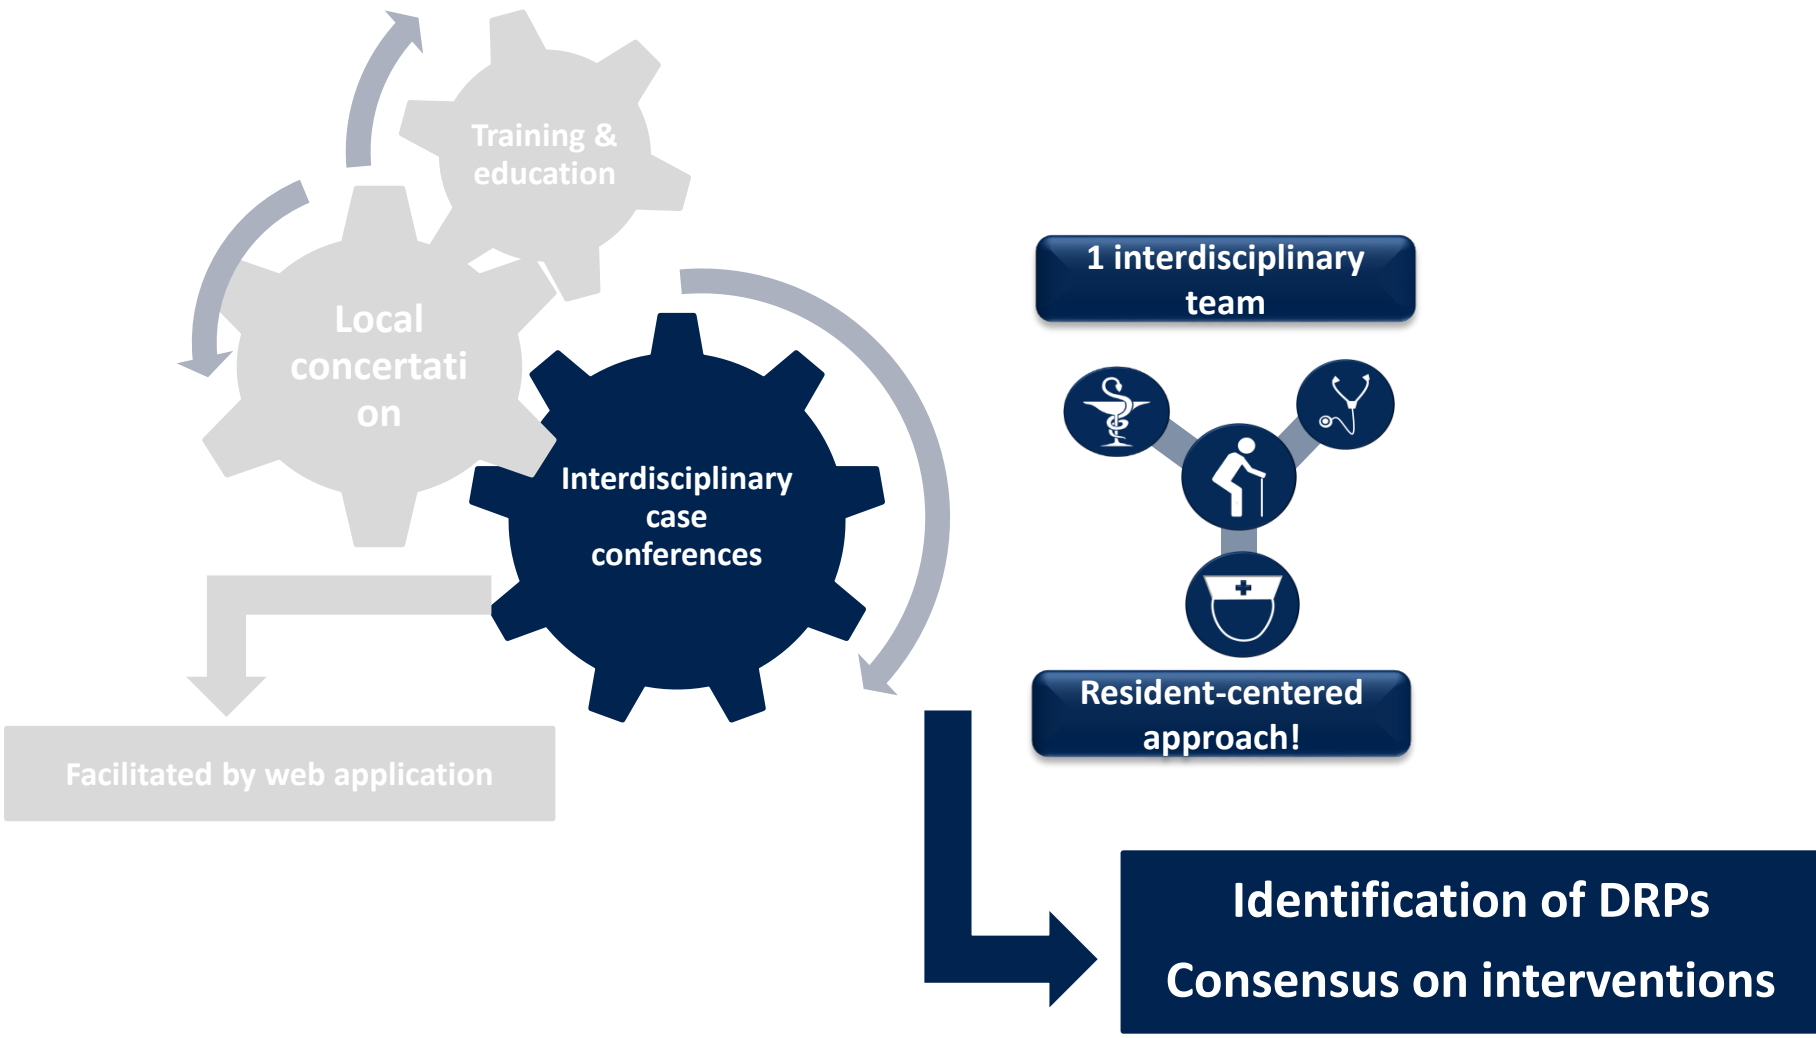 Training &
education
Local
concertati
on
Interdisciplinary
case
conferences
Facilitated by web application
1 interdisciplinary
team
Resident-centered
approach!
Identification of DRPs
Consensus on interventions